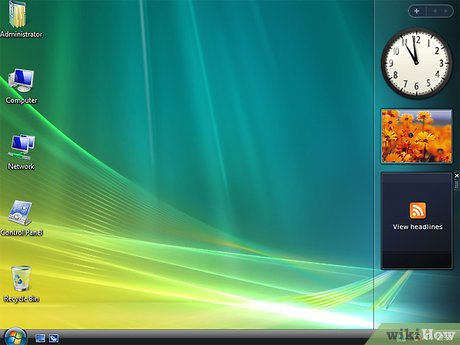 Administrator
Computer
Network
Control Panel
Recycle Bin
View headlines
wikiHow